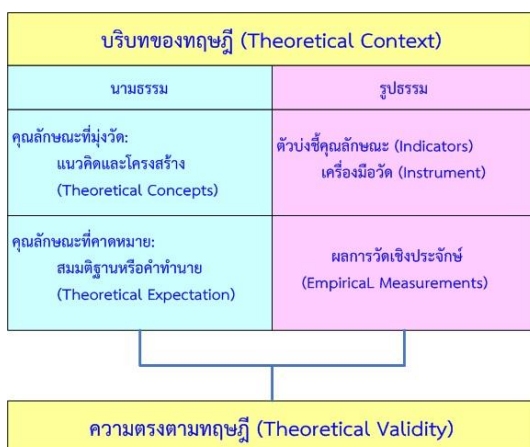 บริบทของทฤษฎี (Theoretical Context)
นามธรรม
รูปธรรม
คุณลักษณะที่มุ่งวัด:
แนวคิดและโครงสร้าง
(Theoretical Concepts)
ตัวบ่งชี้คุณลักษณะ (Indicators)
เครื่องมือวัด (Instrument)
คุณลักษณะที่คาดหมาย:
สมมติฐานหรือคำทำนาย
(Theoretical Expectation)
ผลการวัดเชิงประจักษ์
(EmpiricaL Measurements)
ความตรงตามทฤษฎี (Theoretical Validity)